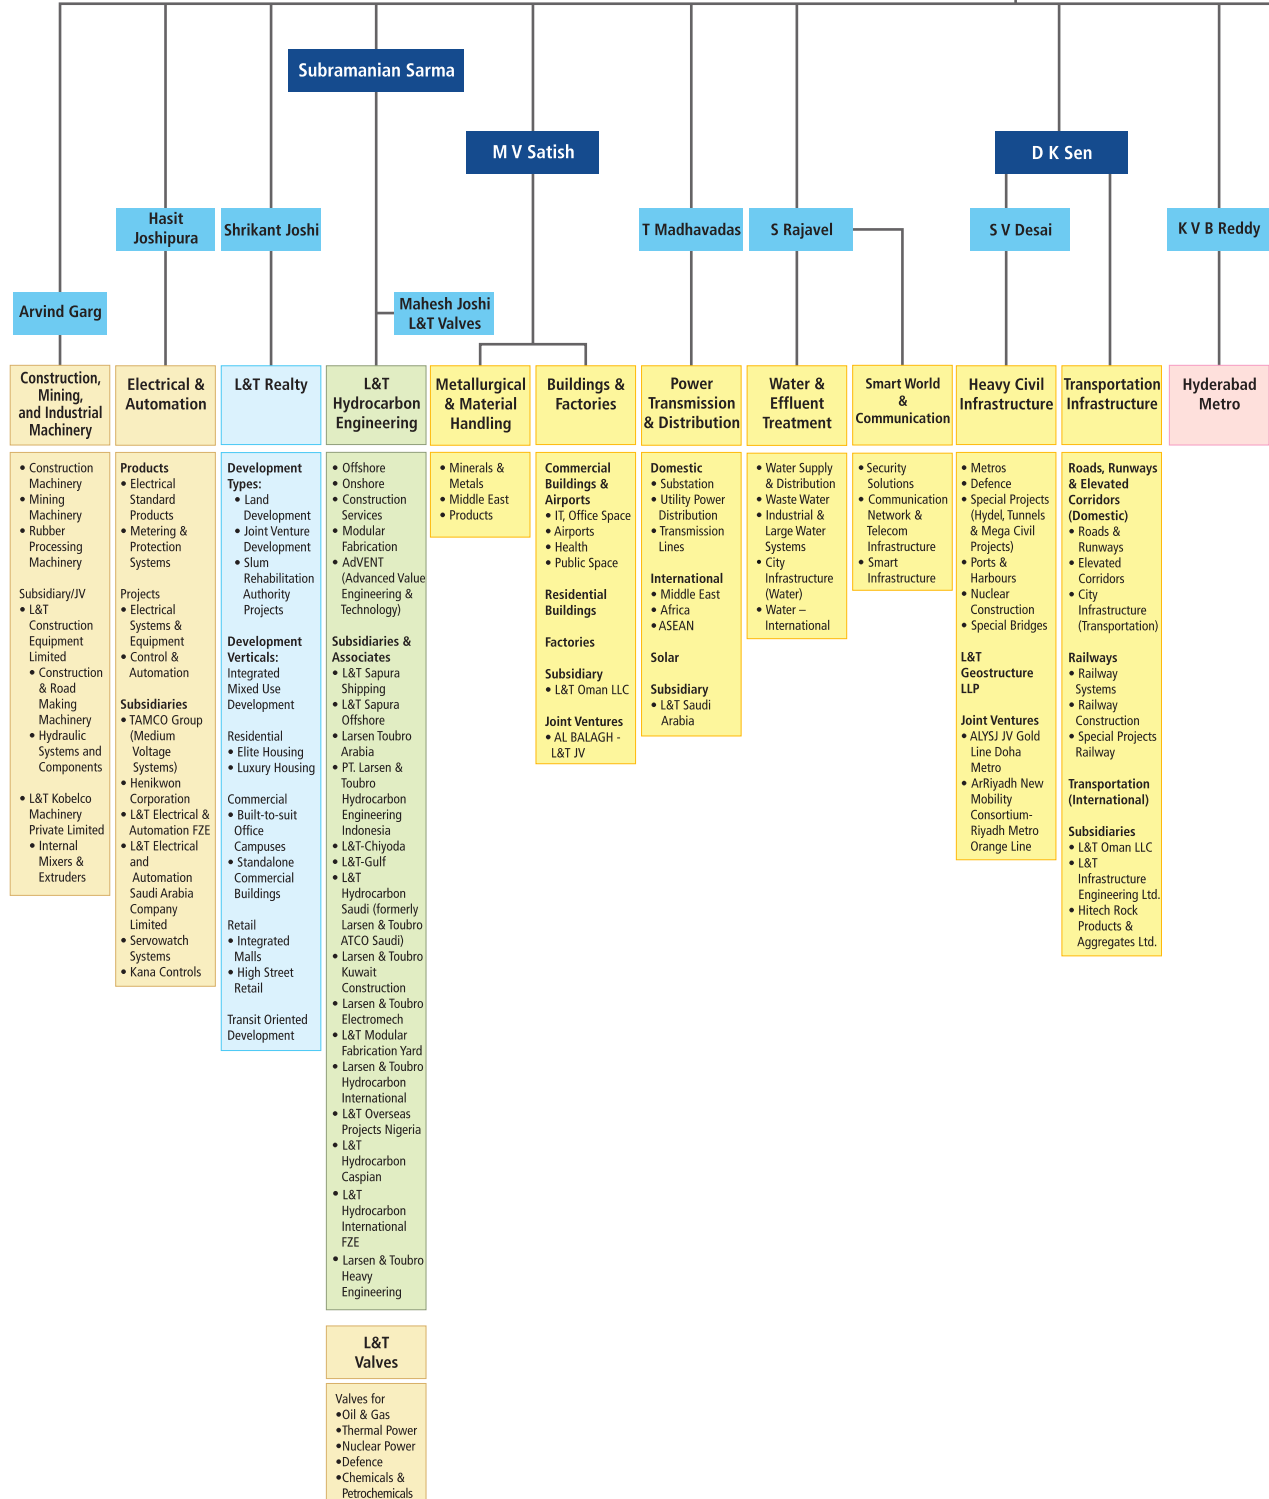 Subramanian Sarma
M V Satish
D K Sen
Hasit
Joshipura
Shrikant Joshi
T Madhavadas
S Rajavel
S V Desai
K V B Reddy
Arvind Garg
Mahesh Joshi
L&T Valves
Construction,
Mining,
and Industrial
Machinery
• Construction
Machinery
• Mining
Machinery
• Rubber
Processing
Machinery
Subsidiary/JV
• L&T
Construction
Equipment
Limited
• Construction
& Road
Making
Machinery
• Hydraulic
Systems and
Components
• L&T Kobelco
Machinery
Private Limited
• Internal
Mixers &
Extruders
Electrical &
Automation
Products
• Electrical
Standard
Products
• Metering &
Protection
Systems
Projects
• Electrical
Systems &
Equipment
• Control &
Automation
Subsidiaries
• TAMCO Group
(Medium
Voltage
Systems)
• Henikwon
Corporation
• L&T Electrical &
Automation FZE
• L&T Electrical
and
Automation
Saudi Arabia
Company
Limited
• Servowatch
Systems
• Kana Controls
L&T Realty
Development
Types:
• Land
Development
• Joint Venture
Development
• Slum
Rehabilitation
Authority
Projects
Development
Verticals:
Integrated
Mixed Use
Development
Residential
• Elite Housing
• Luxury Housing
Commercial
• Built-to-suit
Office
Campuses
• Standalone
Commercial
Buildings
Retail
• Integrated
Malls
• High Street
Retail
Transit Oriented
Development
L&T
Hydrocarbon
Engineering
• Offshore
• Onshore
• Construction
Services
• Modular
Fabrication
• AdVENT
(Advanced Value
Engineering &
Technology)
Subsidiaries &
Associates
• L&T Sapura
Shipping
• L&T Sapura
Offshore
• Larsen Toubro
Arabia
• PT. Larsen &
Toubro
Hydrocarbon
Engineering
Indonesia
• L&T-Chiyoda
• L&T-Gulf
• L&T
Hydrocarbon
Saudi (formerly
Larsen & Toubro
ATCO Saudi)
• Larsen & Toubro
Kuwait
Construction
• Larsen & Toubro
Electromech
• L&T Modular
Fabrication Yard
• Larsen & Toubro
Hydrocarbon
International
• L&T Overseas
Projects Nigeria
• L&T
Hydrocarbon
Caspian
• L&T
Hydrocarbon
International
FZE
• Larsen & Toubro
Heavy
Engineering
L&T
Valves
Valves for
•Oil & Gas
•Thermal Power
•Nuclear Power
•Defence
•Chemicals &
Petrochemicals
Metallurgical
& Material
Handling
• Minerals &
Metals
• Middle East
• Products
Buildings &
Factories
Commercial
Buildings &
Airports
• IT, Office Space
• Airports
• Health
• Public Space
Residential
Buildings
Factories
Subsidiary
• L&T Oman LLC
Joint Ventures
• AL BALAGH -
L&T JV
Power
Transmission
& Distribution
Domestic
• Substation
• Utility Power
Distribution
• Transmission
Lines
International
• Middle East
• Africa
• ASEAN
Solar
Subsidiary
• L&T Saudi
Arabia
Water &
Effluent
Treatment
• Water Supply
& Distribution
• Waste Water
• Industrial &
Large Water
Systems
• City
Infrastructure
(Water)
• Water –
International
Smart World
&
Communication
• Security
Solutions
• Communication
Network &
Telecom
Infrastructure
• Smart
Infrastructure
Heavy Civil
Infrastructure
• Metros
• Defence
• Special Projects
(Hydel, Tunnels
& Mega Civil
Projects)
• Ports &
Harbours
• Nuclear
Construction
• Special Bridges
L&T
Geostructure
LLP
Joint Ventures
• ALYSJ JV Gold
Line Doha
Metro
• ArRiyadh New
Mobility
Consortium-
Riyadh Metro
Orange Line
Transportation
Infrastructure
Roads, Runways
& Elevated
Corridors
(Domestic)
• Roads &
Runways
• Elevated
Corridors
• City
Infrastructure
(Transportation)
Railways
• Railway
Systems
• Railway
Construction
• Special Projects
Railway
Transportation
(International)
Subsidiaries
• L&T Oman LLC
• L&T
Infrastructure
Engineering Ltd.
• Hitech Rock
Products &
Aggregates Ltd.
Hyderabad
Metro